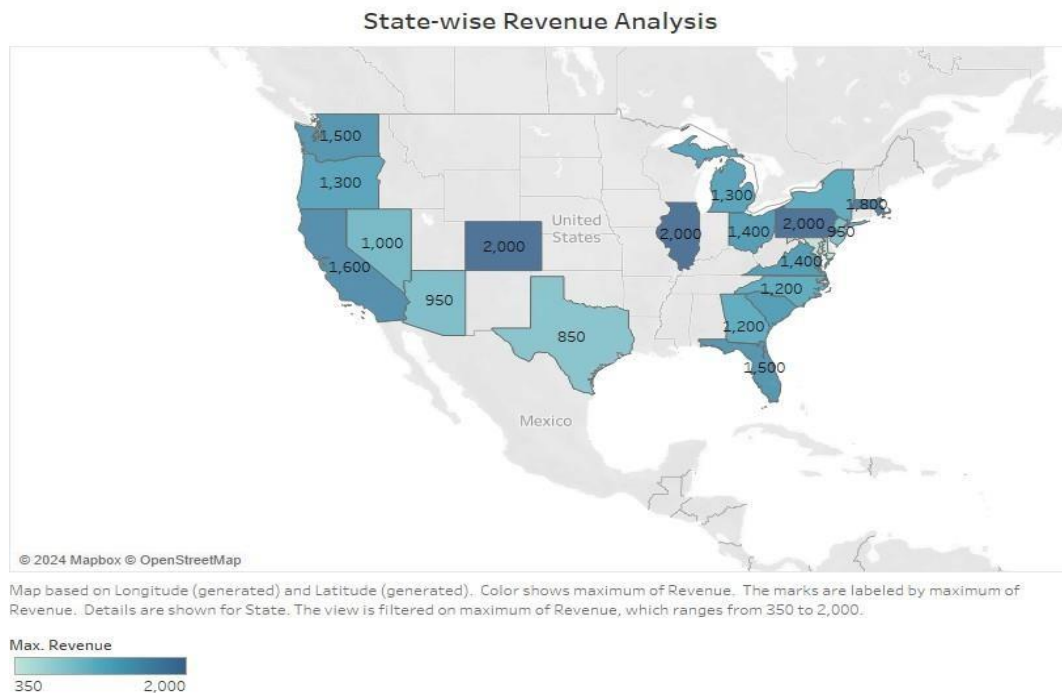 State-wise Revenue Analysis
1,500
1,300
1,300
1,800
2,000
2,000
950
1,400
United
States
1,000
2,000
1,600
1,400
950
1,200
1,200
850
1,500
Mexico
© 2024 Mapbox © OpenStreetMap
Map based on Longitude (generated) and Latitude (generated). Color shows maximum of Revenue. The marks are labeled by maximum of
Revenue. Details are shown for State. The view is filtered on maximum of Revenue, which ranges from 350 to 2,000.
Max. Revenue
350 2,000